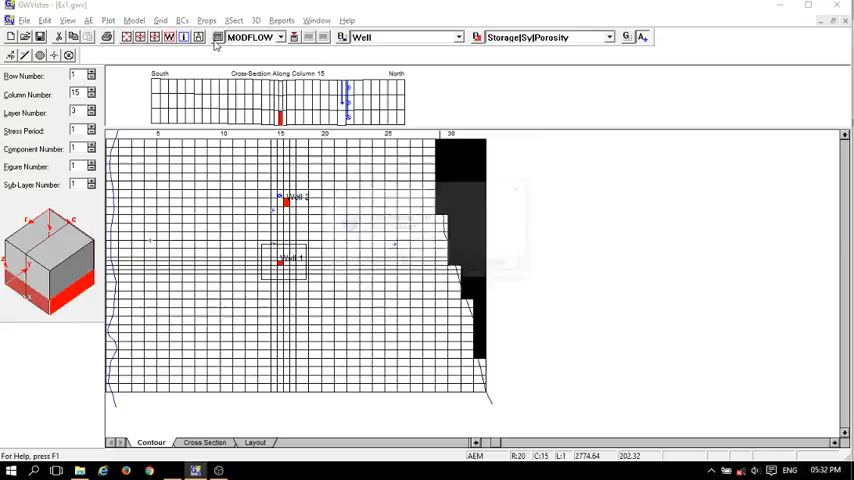 GWVistas - [Ex1.gwv]
File Edit View AE Plot Model Grid BCs Props XSect 3D Reports Window Help
MODFLOW Well Storage|Sy|Porosity
Row Number: 1
Column Number: 15
Layer Number: 3
Stress Period: 1
Component Number: 1
Figure Number: 1
Sub-Layer Number: 1
South Cross-Section Along Column 15 North
5 10 15 20 25 30
Well 2
Well 1
Contour Cross Section Layout
For Help, press F1 AEM R:20 C:15 L:1 2774.64 202.32
ENG 05:32 PM